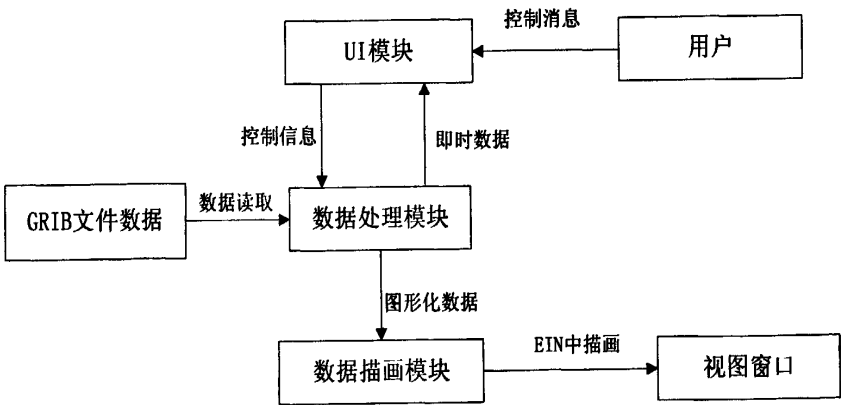 控制消息
UI模块
用户
控制信息
即时数据
GRIB文件数据
数据读取
数据处理模块
图形化数据
数据描画模块
EIN中描画
视图窗口